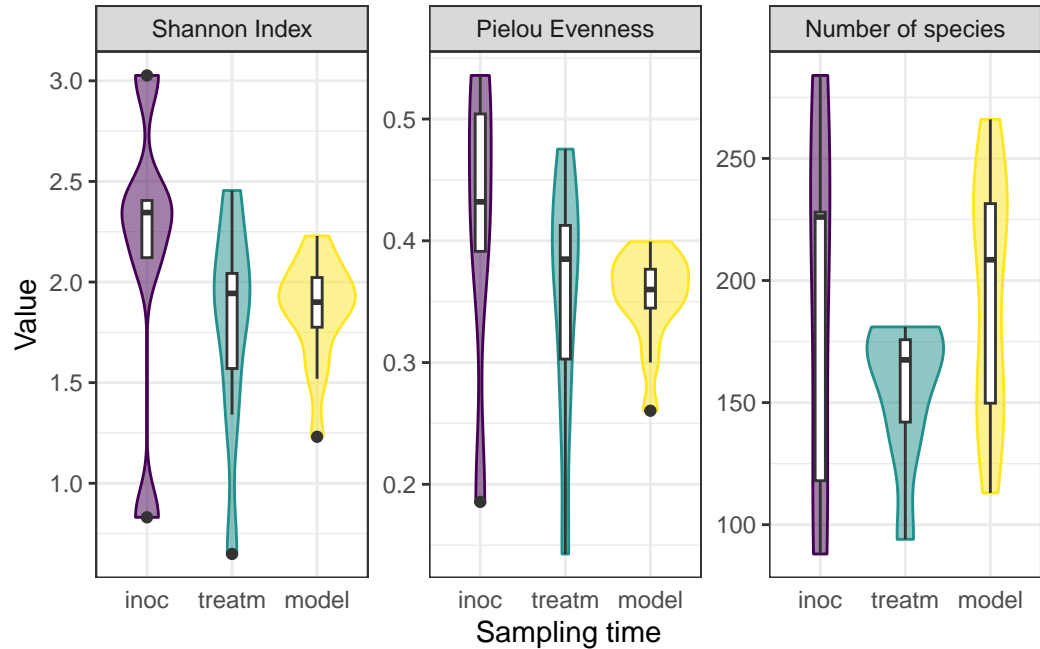 Shannon Index
Pielou Evenness
Number of species
Value
3.0
2.5
2.0
1.5
1.0
0.5
0.4
0.3
0.2
250
200
150
100
inoc treatm model
inoc treatm model
inoc treatm model
Sampling time